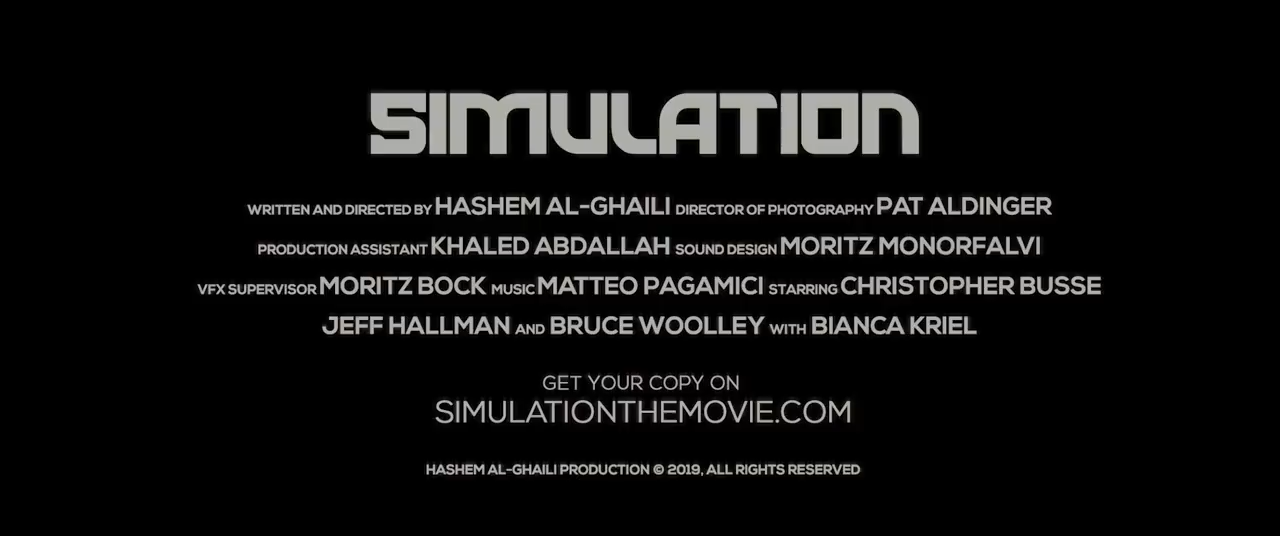 SIMULATION
WRITTEN AND DIRECTED BY HASHEM AL-GHAILI DIRECTOR OF PHOTOGRAPHY PAT ALDINGER
PRODUCTION ASSISTANT KHALED ABDALLAH SOUND DESIGN MORITZ MONORFALVI
VFX SUPERVISOR MORITZ BOCK MUSIC MATTEO PAGAMICI STARRING CHRISTOPHER BUSSE
JEFF HALLMAN AND BRUCE WOOLLEY WITH BIANCA KRIEL
GET YOUR COPY ON
SIMULATIONTHEMOVIE.COM
HASHEM AL-GHAILI PRODUCTION © 2019, ALL RIGHTS RESERVED